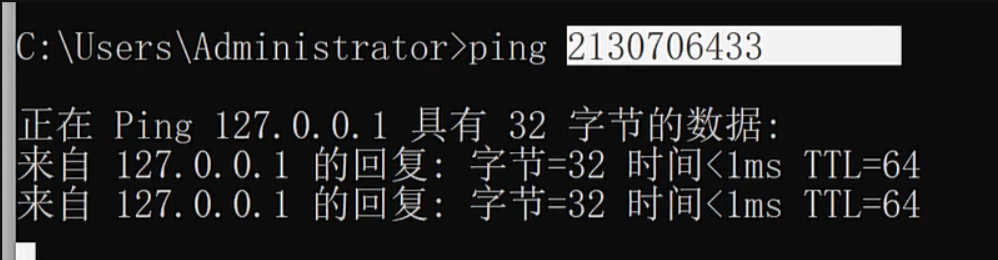 C:\Users\Administrator>ping 2130706433
正在 Ping 127.0.0.1 具有 32 字节的数据:
来自 127.0.0.1 的回复: 字节=32 时间<1ms TTL=64
来自 127.0.0.1 的回复: 字节=32 时间<1ms TTL=64